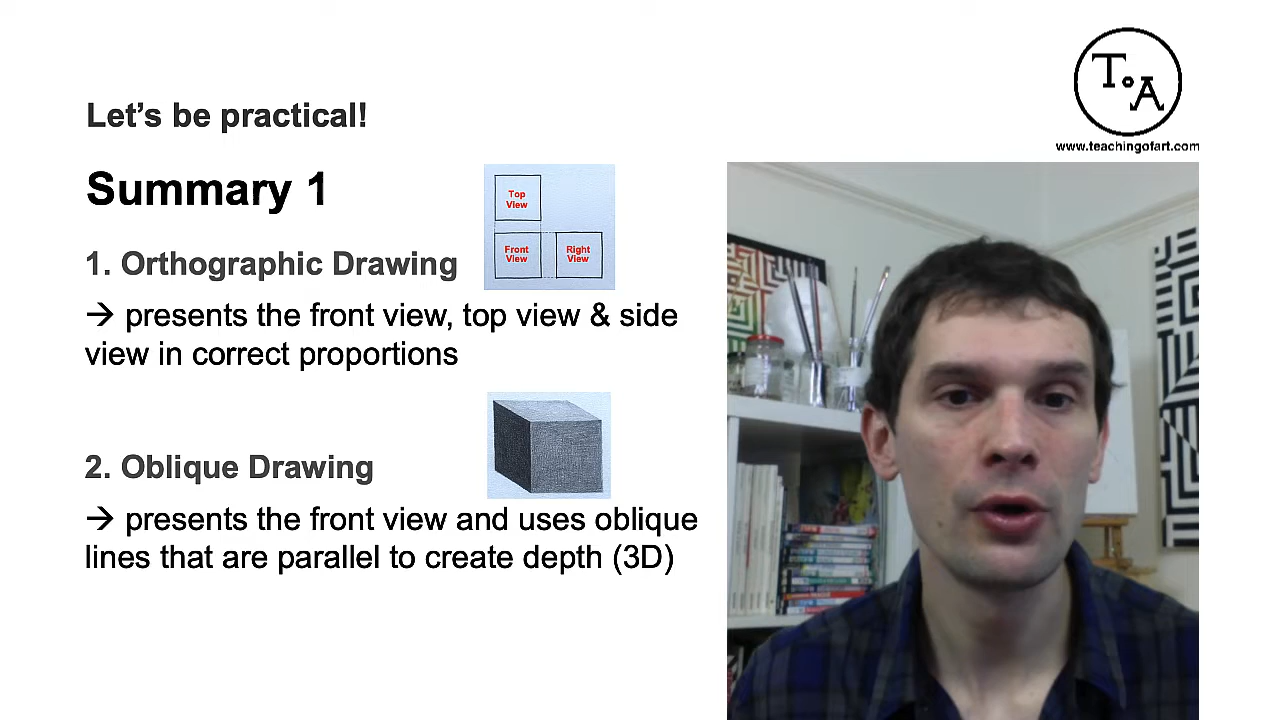 T.A
www.teachingofart.com
Let's be practical!
Summary 1
Top
View
Front
View
Right
View
1. Orthographic Drawing
→ presents the front view, top view & side
view in correct proportions
2. Oblique Drawing
→ presents the front view and uses oblique
lines that are parallel to create depth (3D)